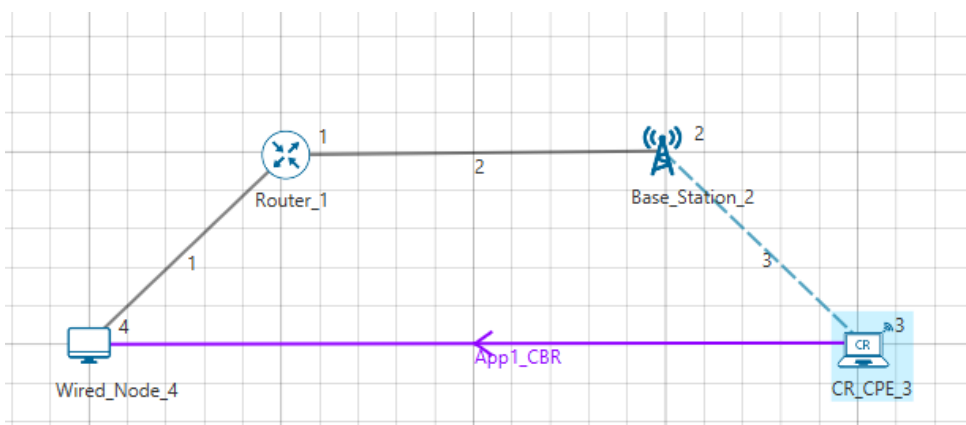 1
2
2
Router_1
Base_Station_2
1
3
4
3
App1_CBR
CR
Wired_Node_4
CR_CPE_3